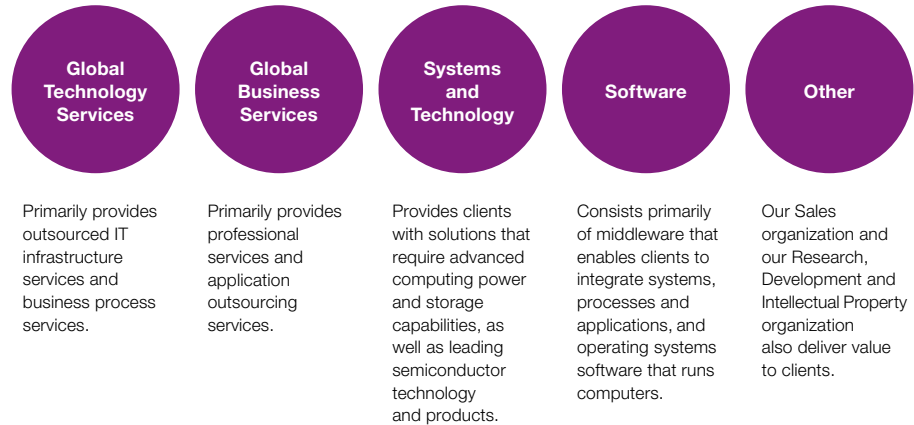 Global
Technology
Services
Global
Business
Services
Systems
and
Technology
Software
Other
Primarily provides
outsourced IT
infrastructure
services and
business process
services.
Primarily provides
professional
services and
application
outsourcing
services.
Provides clients
with solutions that
require advanced
computing power
and storage
capabilities, as
well as leading
semiconductor
technology
and products.
Consists primarily
of middleware that
enables clients to
integrate systems,
processes and
applications, and
operating systems
software that runs
computers.
Our Sales
organization and
our Research,
Development and
Intellectual Property
organization
also deliver value
to clients.